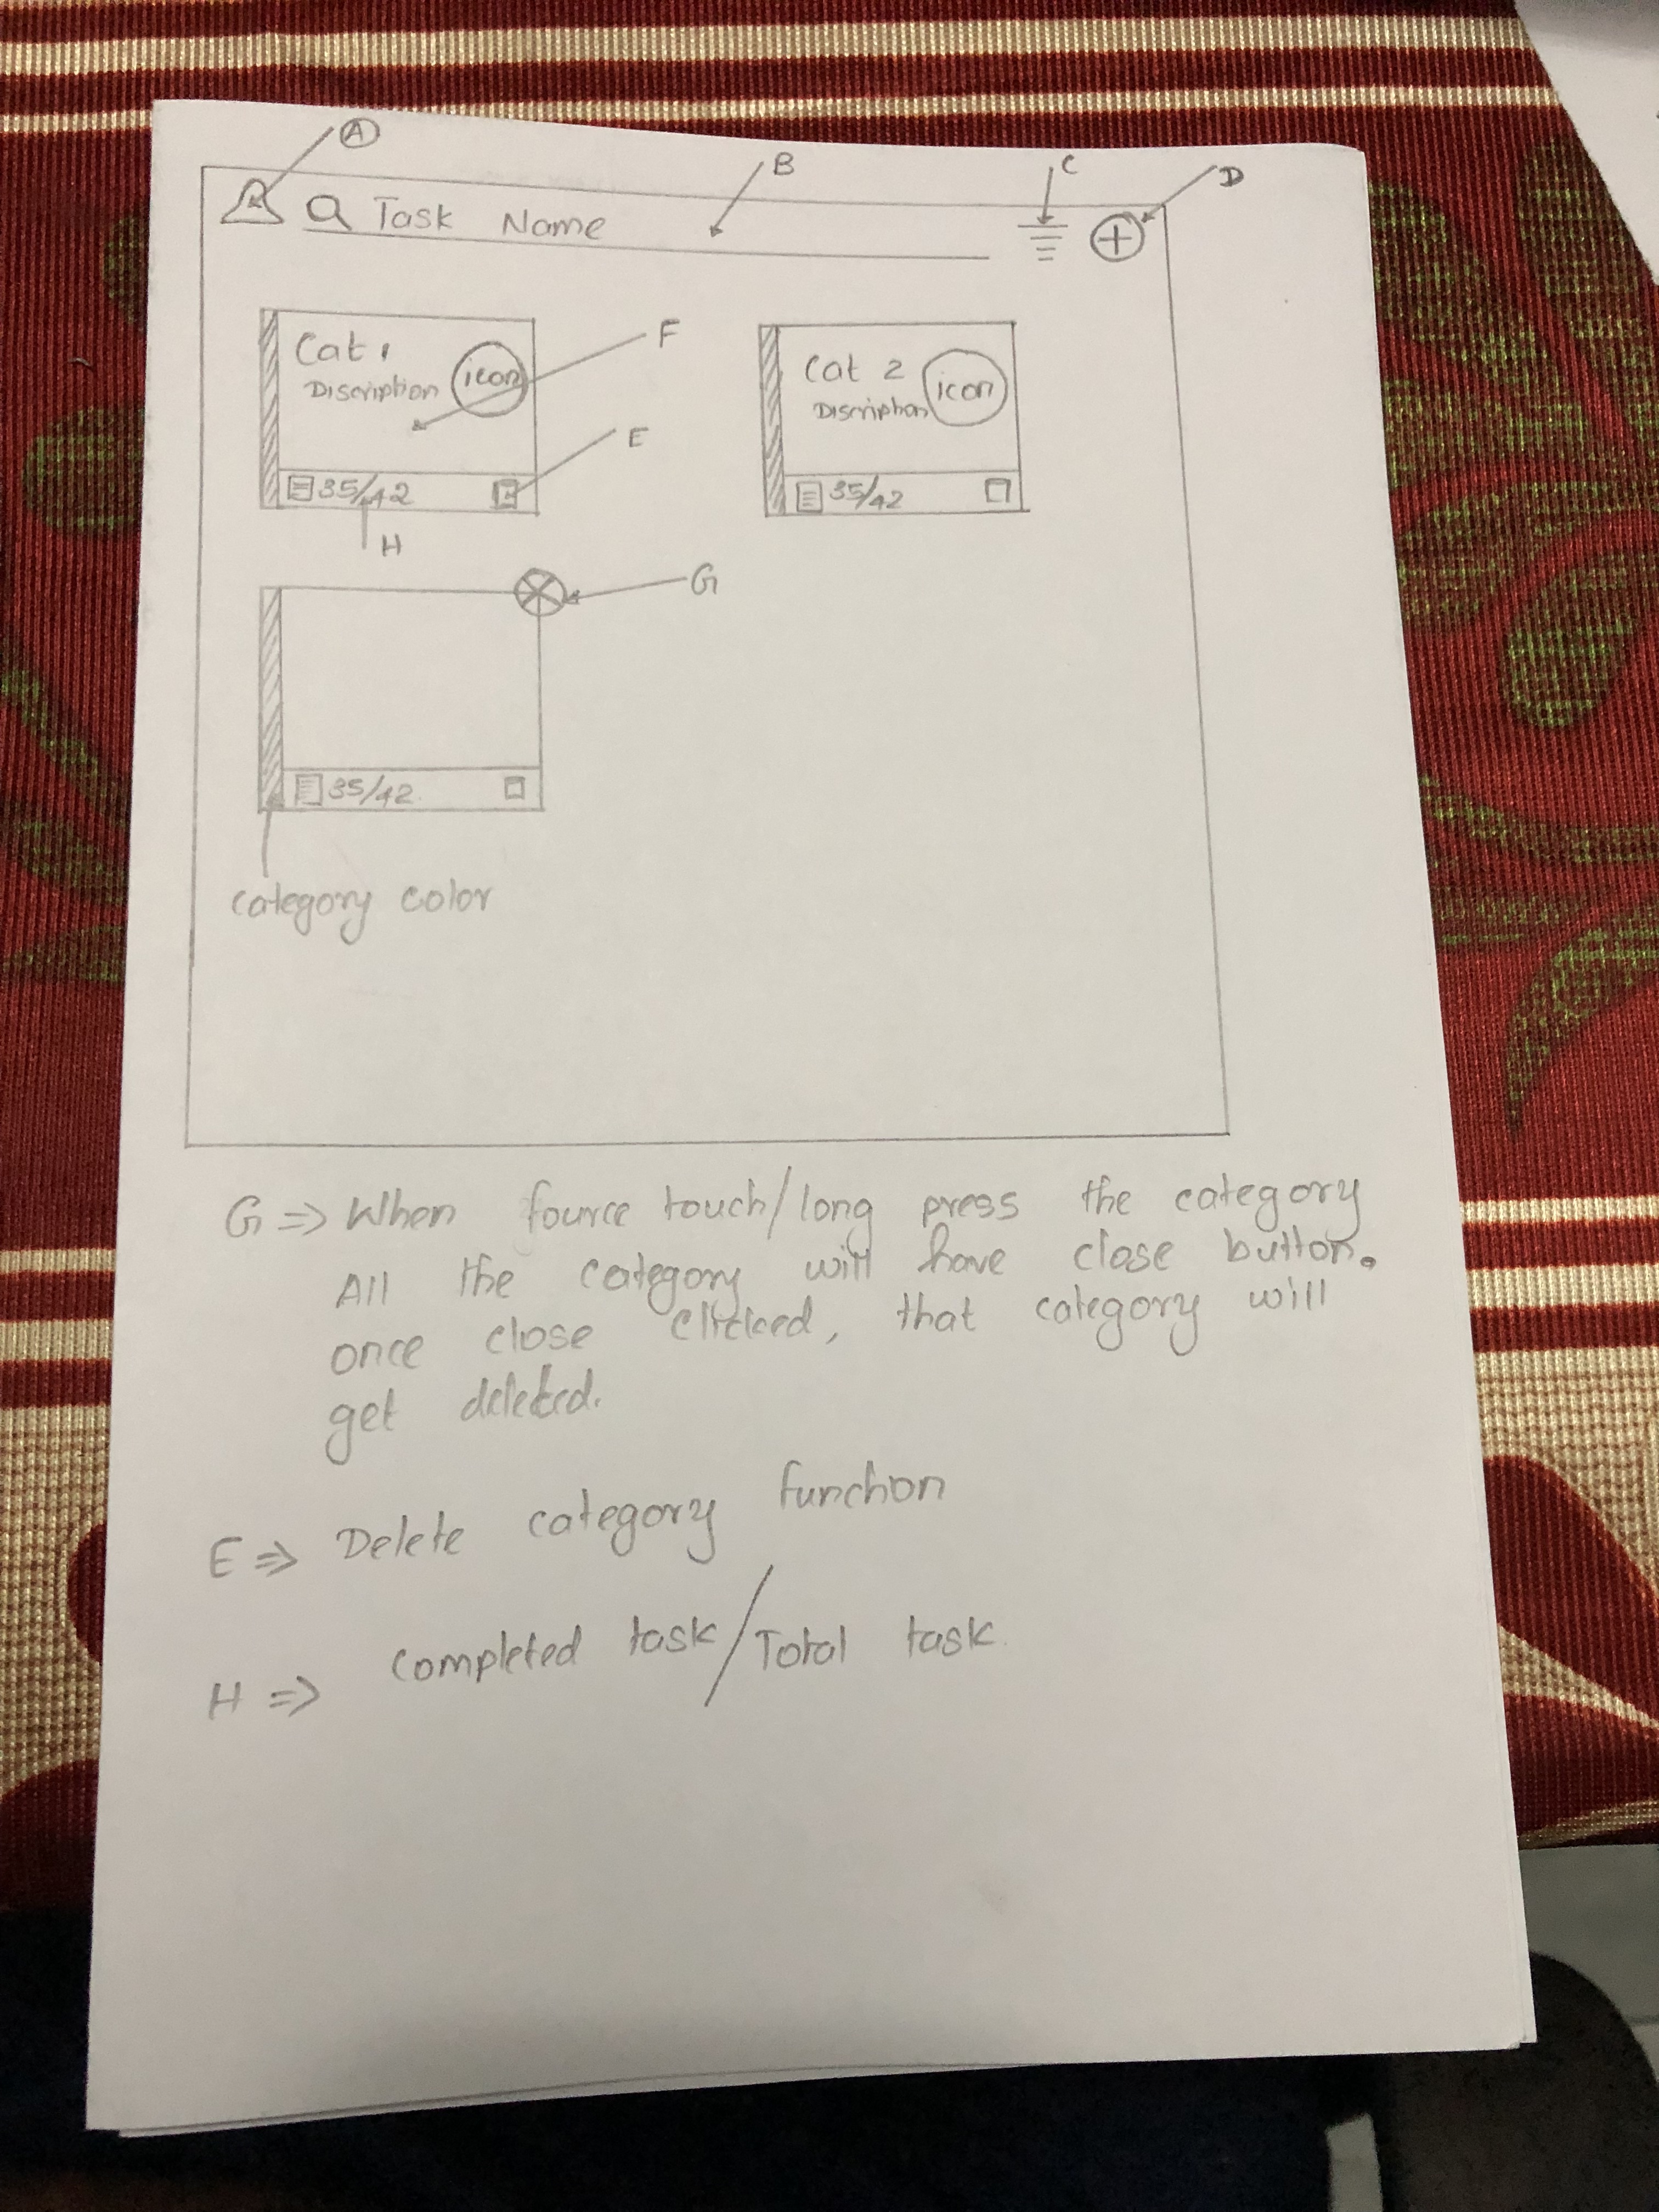 A
B
C
D
Task Name
Cat 1
Discription
icon
F
E
35/42
H
Cat 2
Discription
icon
35/42
G
35/42
category color
G => When fource touch/long press the category
All the category will have close button.
once close clicked, that category will
get deleted.
E => Delete category function
H => Completed task/Total task